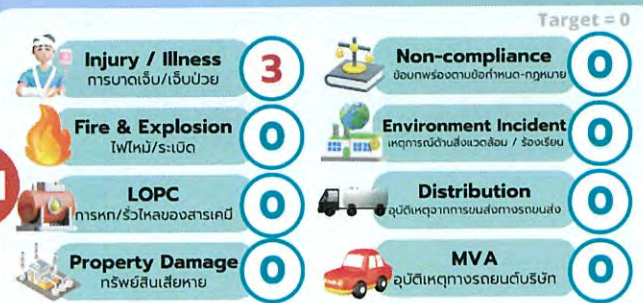 Target = 0
Injury / Illness
การบาดเจ็บ/เจ็บป่วย
3
Non-compliance
ข้อบกพร่องตามข้อกำหนด-กฎหมาย
0
Fire & Explosion
ไฟไหม้/ระเบิด
0
Environment Incident
เหตุการณ์ด้านสิ่งแวดล้อม / ร้องเรียน
0
LOPC
การหก/รั่วไหลของสารเคมี
0
Distribution
อุบัติเหตุจากการขนส่งทางรถขนส่ง
0
Property Damage
ทรัพย์สินเสียหาย
0
MVA
อุบัติเหตุทางรถยนต์บริษัท
0